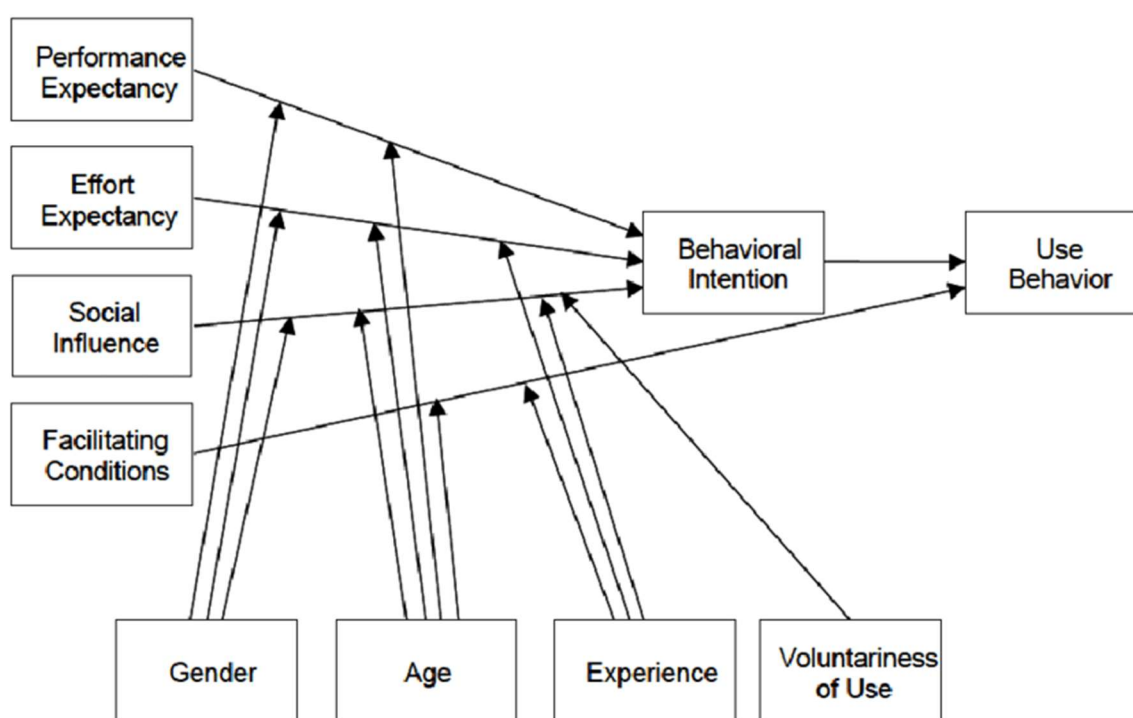 Performance
Expectancy
Effort
Expectancy
Social
Influence
Facilitating
Conditions
Behavioral
Intention
Use
Behavior
Gender
Age
Experience
Voluntariness
of Use